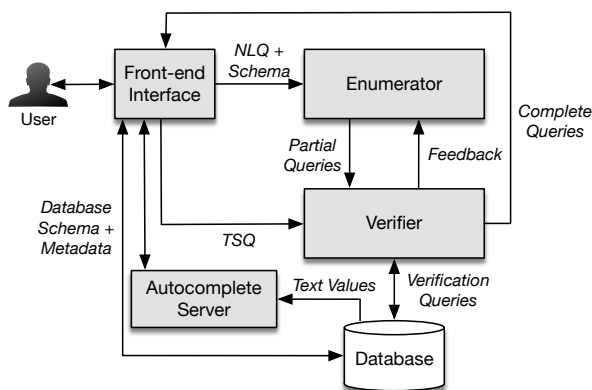 NLQ +
Schema
Front-end
Interface
Enumerator
User
Complete
Queries
Partial
Queries
Feedback
Database
Schema +
Metadata
TSQ
Verifier
Autocomplete
Server
Text Values
Verification
Queries
Database